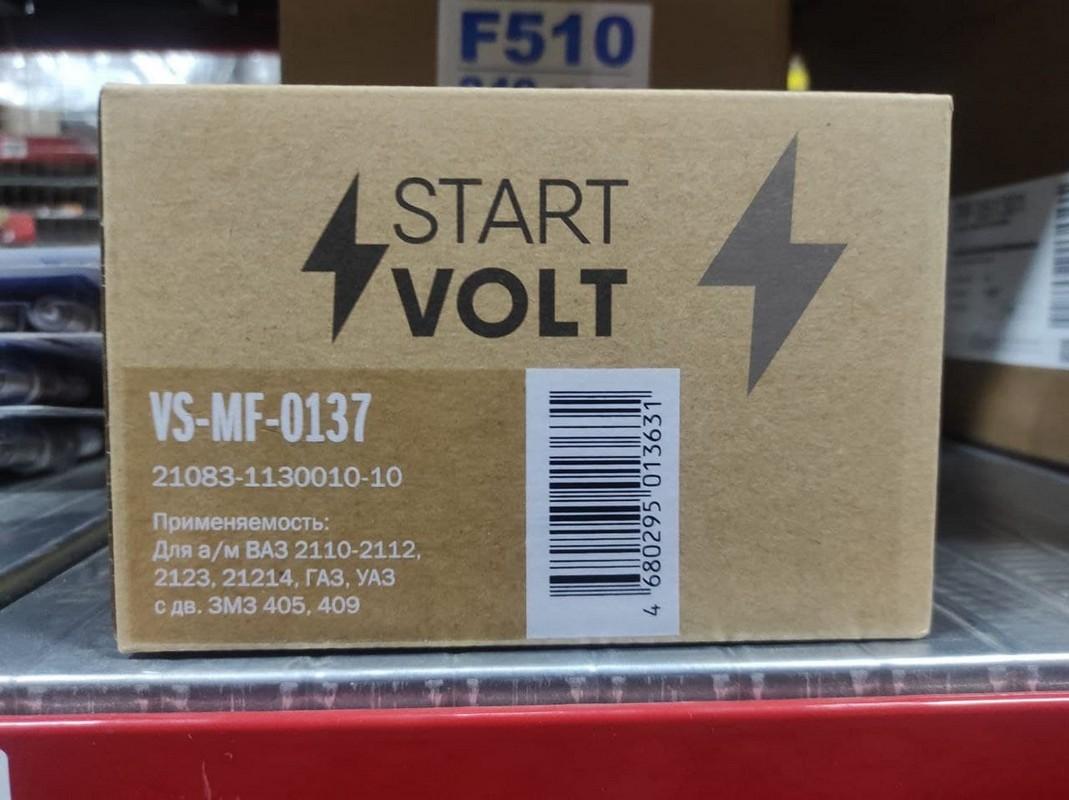 F510
START
VOLT
VS-MF-0137
21083-1130010-10
Применяемость:
Для а/м ВАЗ 2110-2112,
2123, 21214, ГАЗ, УАЗ
с дв. ЗМЗ 405, 409
4 680295 013631